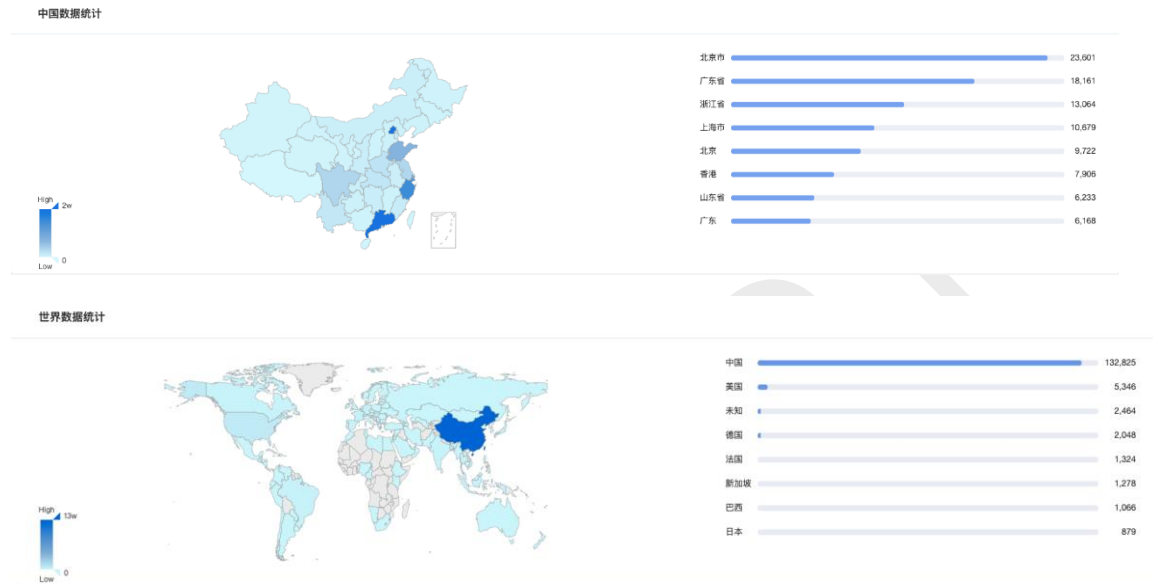 中国数据统计
北京市 23,601
广东省 18,161
浙江省 13,064
上海市 10,679
北京 9,722
香港 7,906
山东省 6,233
广东 6,168
High
2w
0
Low
世界数据统计
中国 132,825
美国 5,346
未知 2,464
德国 2,048
法国 1,324
新加坡 1,278
巴西 1,066
日本 879
High
13w
0
Low